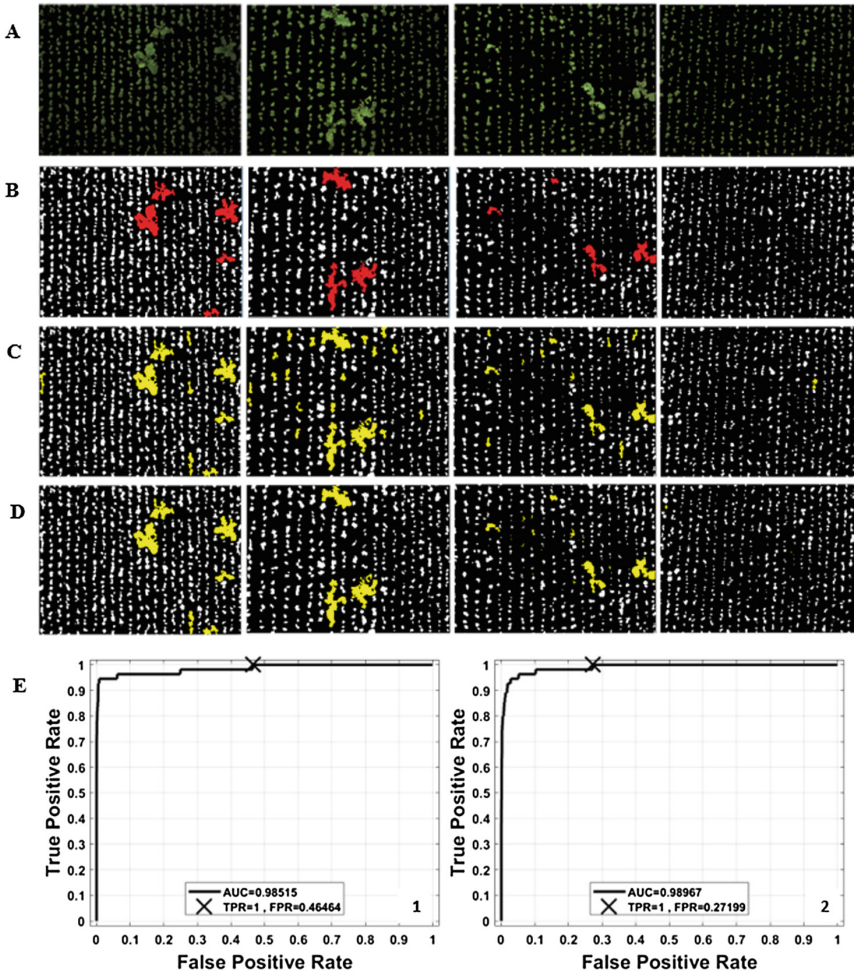 A
B
C
D
E
1
0.9
0.8
0.7
0.6
0.5
0.4
0.3
0.2
0.1
0
True Positive Rate
AUC=0.98515
TPR=1 , FPR=0.46464
1
0 0.1 0.2 0.3 0.4 0.5 0.6 0.7 0.8 0.9 1
False Positive Rate
1
0.9
0.8
0.7
0.6
0.5
0.4
0.3
0.2
0.1
0
True Positive Rate
AUC=0.98967
TPR=1 , FPR=0.27199
2
0 0.1 0.2 0.3 0.4 0.5 0.6 0.7 0.8 0.9 1
False Positive Rate